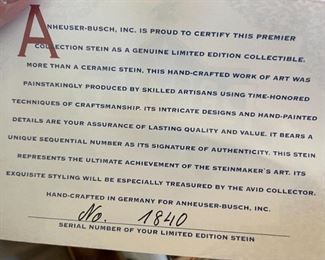 ANHEUSER-BUSCH, INC. IS PROUD TO CERTIFY THIS PREMIER
COLLECTION STEIN AS A GENUINE LIMITED EDITION COLLECTIBLE.
MORE THAN A CERAMIC STEIN, THIS HAND-CRAFTED WORK OF ART WAS
PAINSTAKINGLY PRODUCED BY SKILLED ARTISANS USING TIME-HONORED
TECHNIQUES OF CRAFTSMANSHIP. ITS INTRICATE DESIGNS AND HAND-PAINTED
DETAILS ARE YOUR ASSURANCE OF LASTING QUALITY AND VALUE. IT BEARS A
UNIQUE SEQUENTIAL NUMBER AS ITS SIGNATURE OF AUTHENTICITY. THIS STEIN
REPRESENTS THE ULTIMATE ACHIEVEMENT OF THE STEINMAKER'S ART. ITS
EXQUISITE STYLING WILL BE ESPECIALLY TREASURED BY THE AVID COLLECTOR.
HAND-CRAFTED IN GERMANY FOR ANHEUSER-BUSCH, INC.
No. 1840
SERIAL NUMBER OF YOUR LIMITED EDITION STEIN